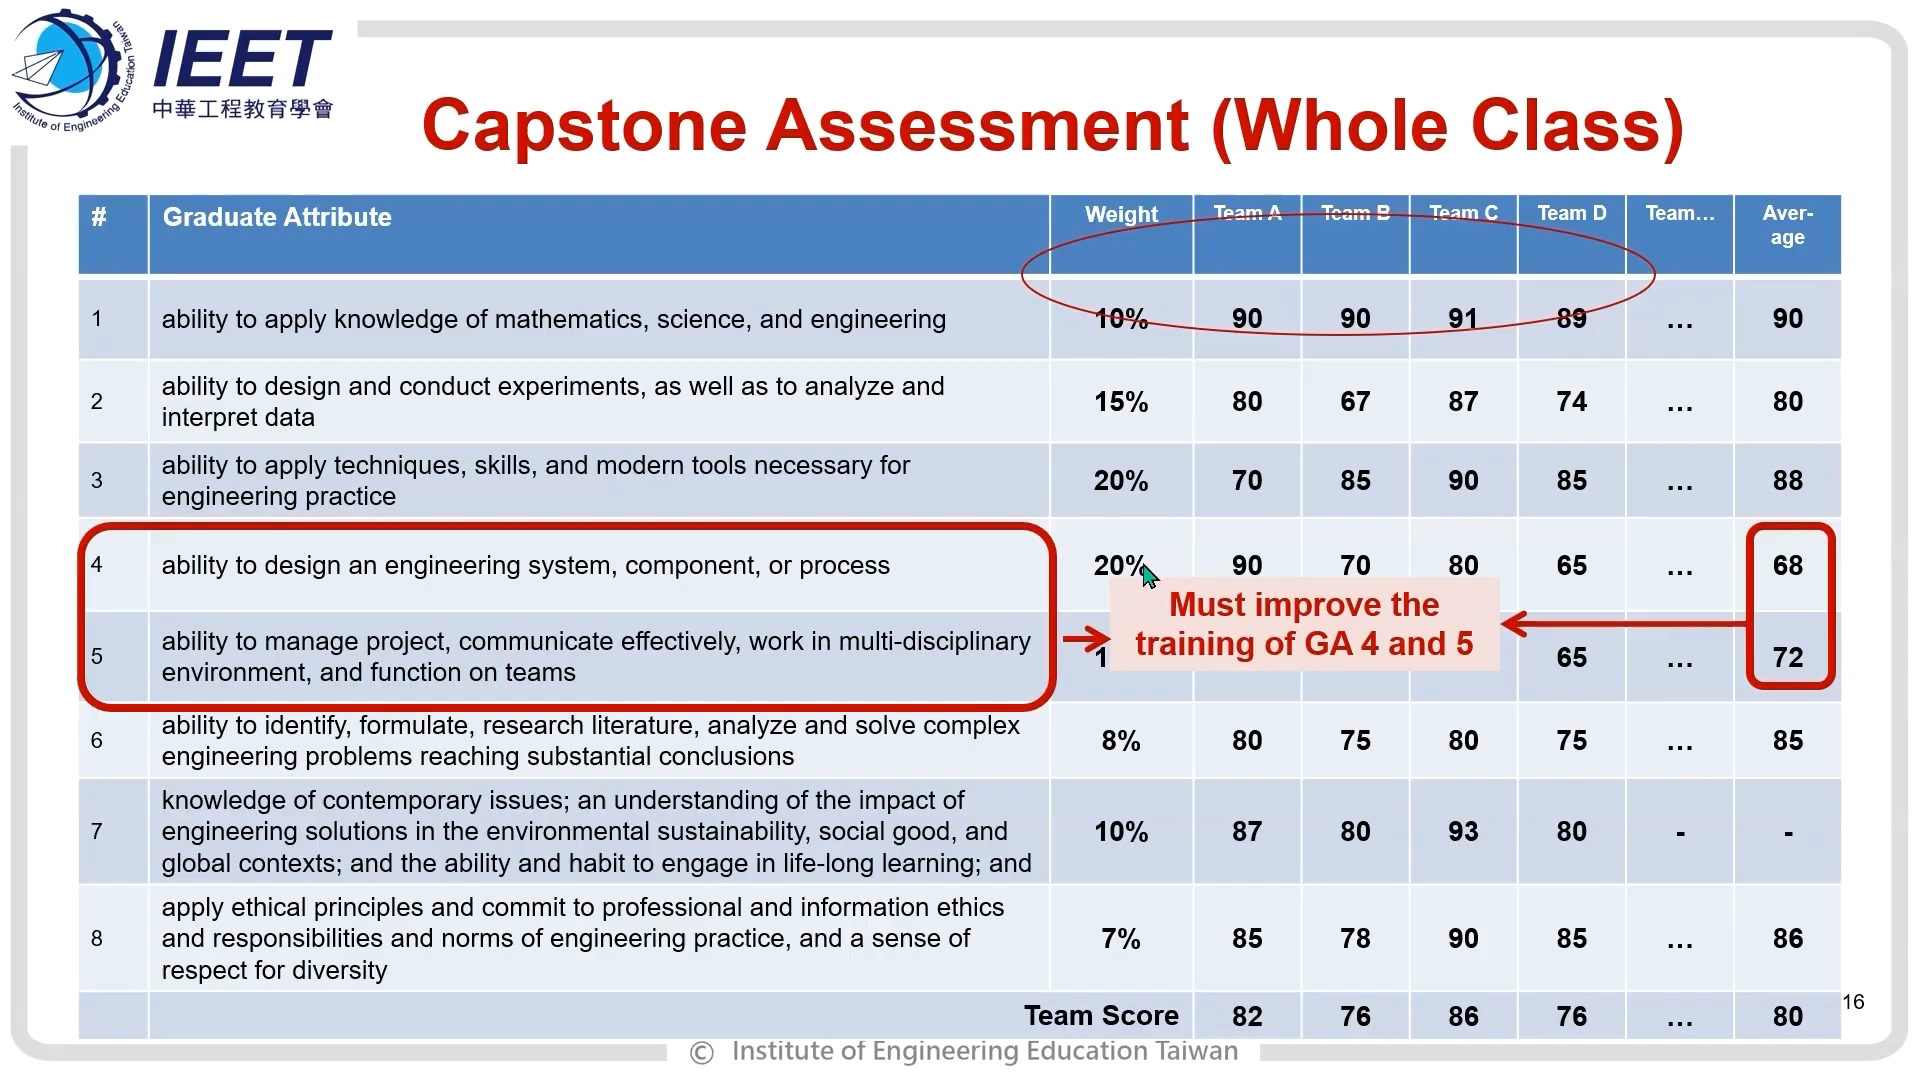 IEET
中華工程教育學會
Institute of Engineering Education Taiwan
Capstone Assessment (Whole Class)
# Graduate Attribute Weight Team A Team B Team C Team D Team... Aver-
age
1 ability to apply knowledge of mathematics, science, and engineering 10% 90 90 91 89 ... 90
2 ability to design and conduct experiments, as well as to analyze and
interpret data 15% 80 67 87 74 ... 80
3 ability to apply techniques, skills, and modern tools necessary for
engineering practice 20% 70 85 90 85 ... 88
4 ability to design an engineering system, component, or process 20% 90 70 80 65 ... 68
Must improve the
training of GA 4 and 5
5 ability to manage project, communicate effectively, work in multi-disciplinary
environment, and function on teams 65 ... 72
6 ability to identify, formulate, research literature, analyze and solve complex
engineering problems reaching substantial conclusions 8% 80 75 80 75 ... 85
7 knowledge of contemporary issues; an understanding of the impact of
engineering solutions in the environmental sustainability, social good, and
global contexts; and the ability and habit to engage in life-long learning; and 10% 87 80 93 80 - -
8 apply ethical principles and commit to professional and information ethics
and responsibilities and norms of engineering practice, and a sense of
respect for diversity 7% 85 78 90 85 ... 86
Team Score 82 76 86 76 ... 80
16
© Institute of Engineering Education Taiwan